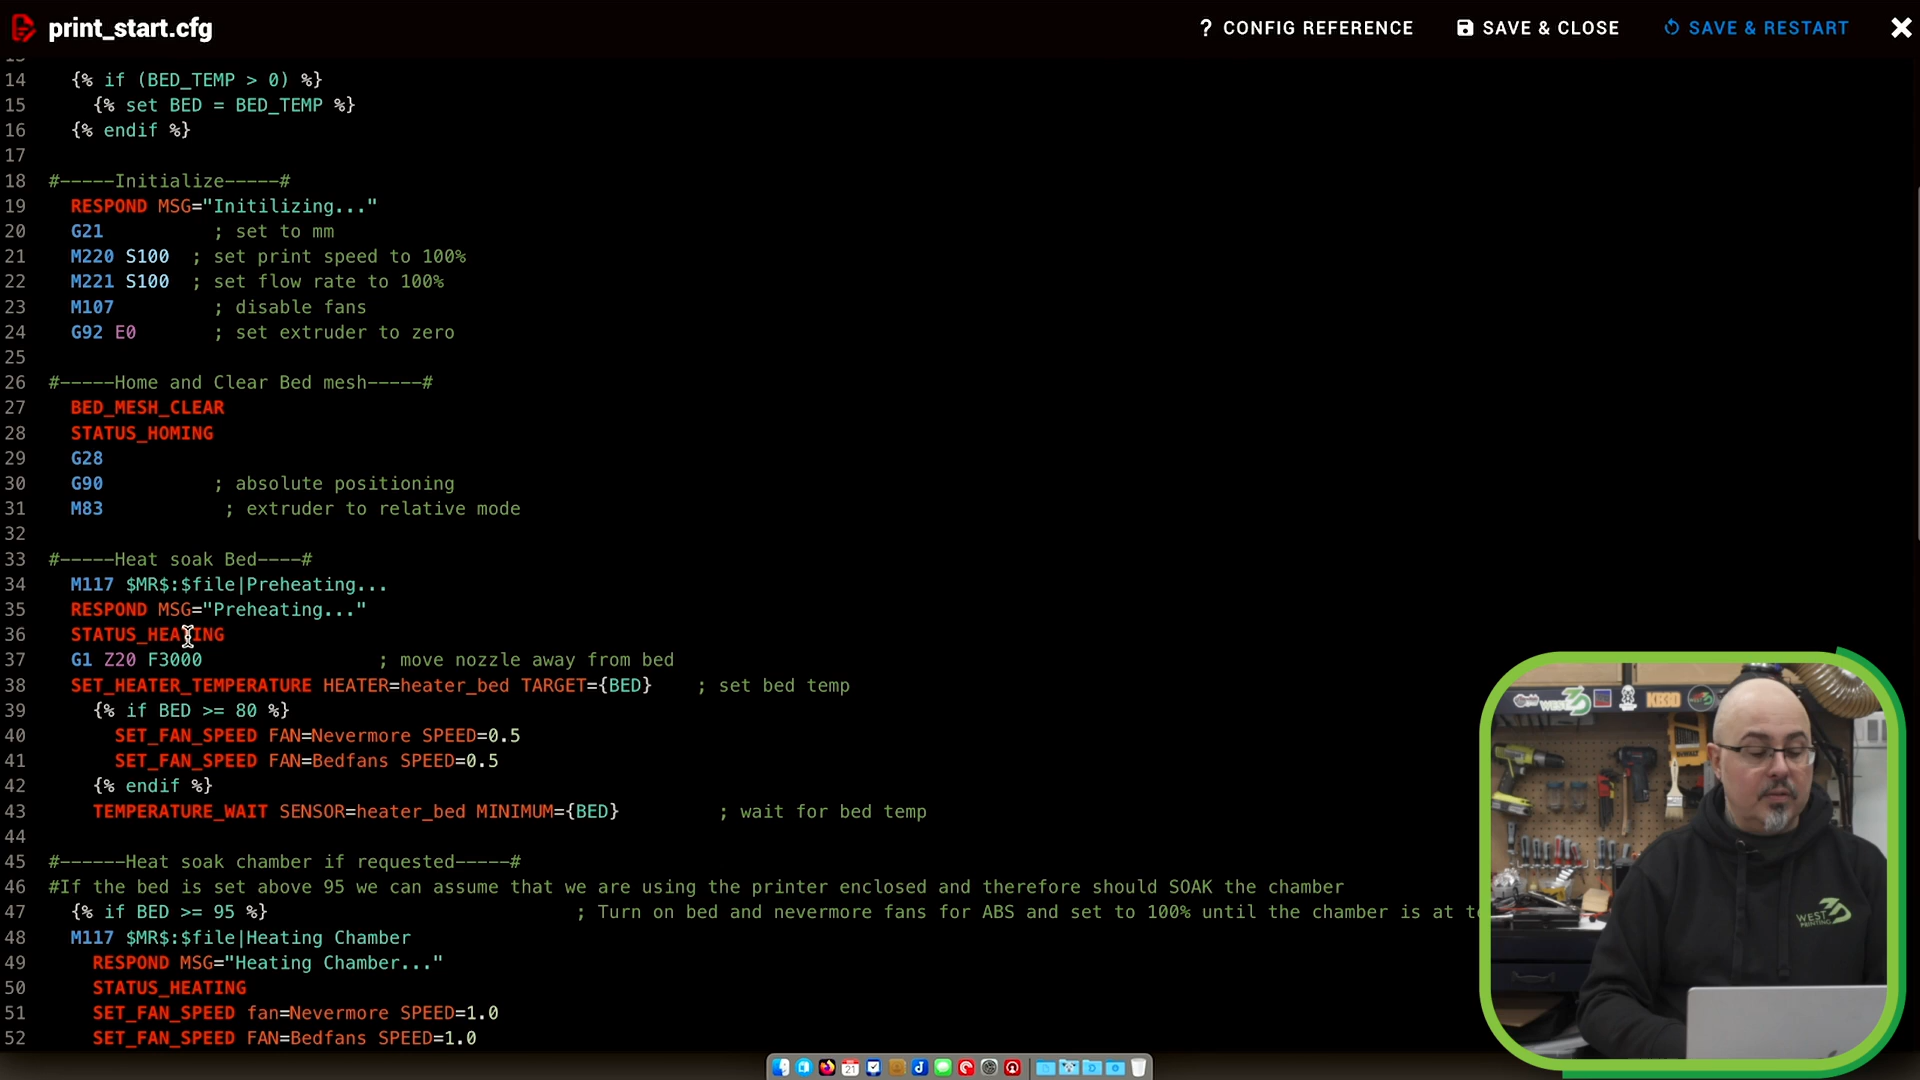 print_start.cfg
? CONFIG REFERENCE
SAVE & CLOSE
SAVE & RESTART
14 {% if (BED_TEMP > 0) %}
15 {% set BED = BED_TEMP %}
16 {% endif %}
17
18 #-----Initialize-----#
19 RESPOND MSG="Initilizing..."
20 G21 ; set to mm
21 M220 S100 ; set print speed to 100%
22 M221 S100 ; set flow rate to 100%
23 M107 ; disable fans
24 G92 E0 ; set extruder to zero
25
26 #-----Home and Clear Bed mesh-----#
27 BED_MESH_CLEAR
28 STATUS_HOMING
29 G28
30 G90 ; absolute positioning
31 M83 ; extruder to relative mode
32
33 #-----Heat soak Bed----#
34 M117 $MR$:$file|Preheating...
35 RESPOND MSG="Preheating..."
36 STATUS_HEATING
37 G1 Z20 F3000 ; move nozzle away from bed
38 SET_HEATER_TEMPERATURE HEATER=heater_bed TARGET={BED} ; set bed temp
39 {% if BED >= 80 %}
40 SET_FAN_SPEED FAN=Nevermore SPEED=0.5
41 SET_FAN_SPEED FAN=Bedfans SPEED=0.5
42 {% endif %}
43 TEMPERATURE_WAIT SENSOR=heater_bed MINIMUM={BED} ; wait for bed temp
44
45 #------Heat soak chamber if requested-----#
46 #If the bed is set above 95 we can assume that we are using the printer enclosed and therefore should SOAK the chamber
47 {% if BED >= 95 %} ; Turn on bed and nevermore fans for ABS and set to 100% until the chamber is at
48 M117 $MR$:$file|Heating Chamber
49 RESPOND MSG="Heating Chamber..."
50 STATUS_HEATING
51 SET_FAN_SPEED fan=Nevermore SPEED=1.0
52 SET_FAN_SPEED FAN=Bedfans SPEED=1.0
KB3D
WEST3D
PRINTING
21